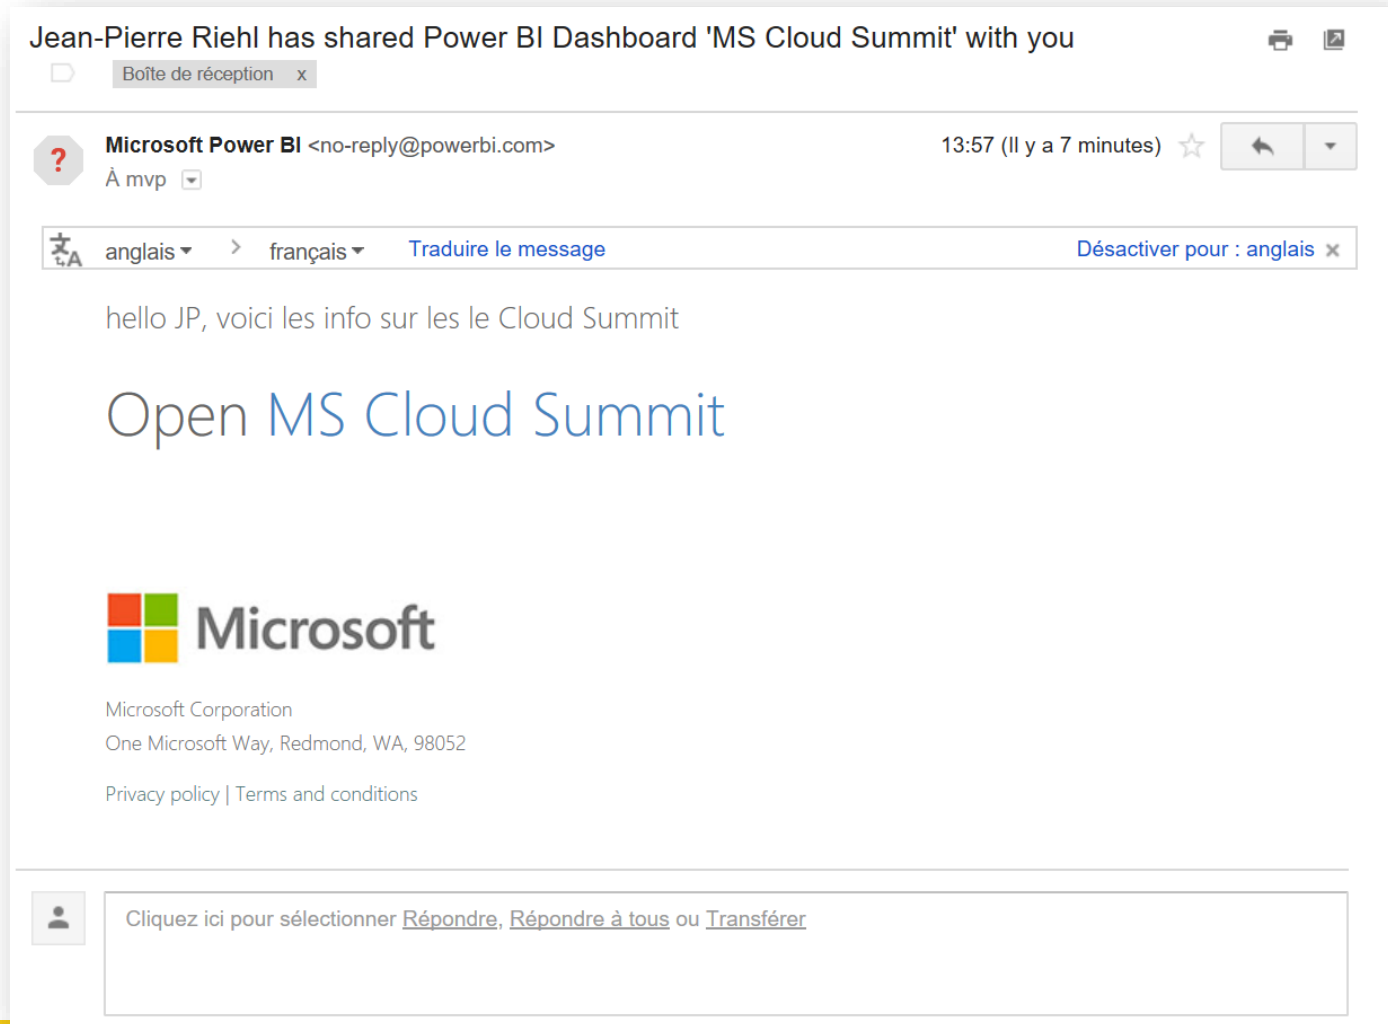 Jean-Pierre Riehl has shared Power BI Dashboard 'MS Cloud Summit' with you
Boîte de réception x
Microsoft Power BI <no-reply@powerbi.com>
13:57 (Il y a 7 minutes)
À mvp
anglais > français Traduire le message Désactiver pour : anglais ×
hello JP, voici les info sur les le Cloud Summit
Open MS Cloud Summit
Microsoft
Microsoft Corporation
One Microsoft Way, Redmond, WA, 98052
Privacy policy | Terms and conditions
Cliquez ici pour sélectionner Répondre, Répondre à tous ou Transférer